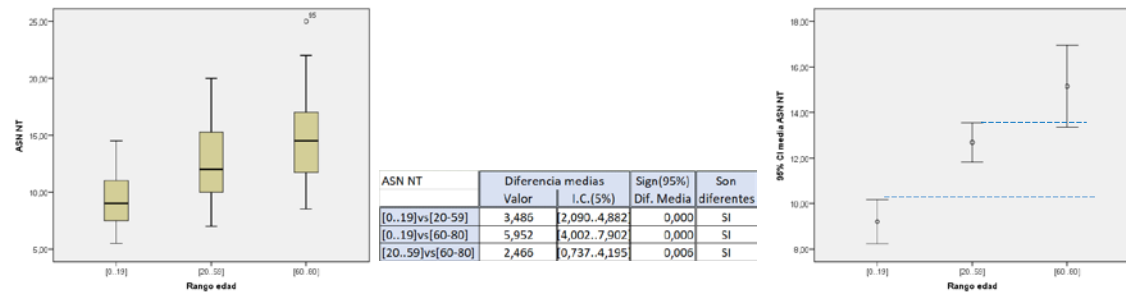 95
25,00
20,00
15,00
10,00
5,00
ASN NT
[0..19]
[20..59]
[60..80]
Rango edad
ASN NT Diferencia medias Sign(95%) Son
Valor I.C.(5%) Dif. Media diferentes
[0..19]vs[20-59] 3,486 [2,090..4,882] 0,000 SI
[0..19]vs[60-80] 5,952 [4,002..7,902] 0,000 SI
[20..59]vs[60-80] 2,466 [0,737..4,195] 0,006 SI
18,00
16,00
14,00
12,00
10,00
8,00
95% CI media ASN NT
[0..19]
[20..59]
[60..80]
Rango edad